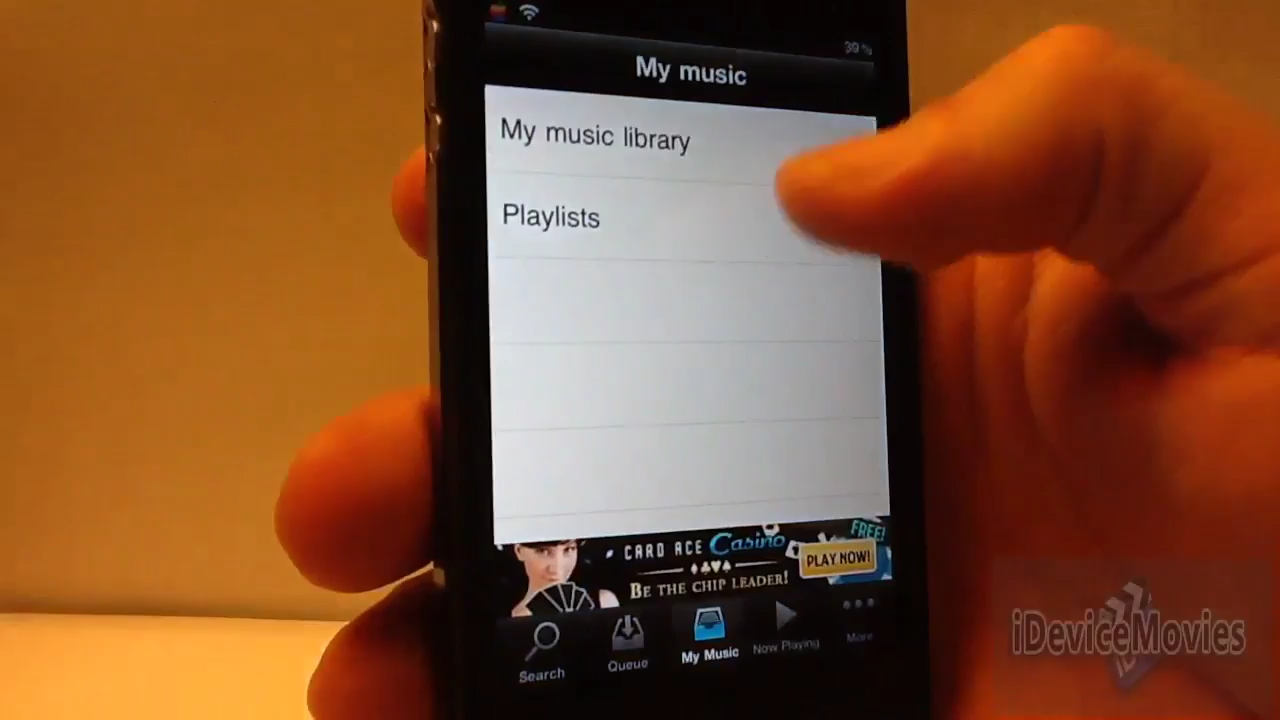 39 %
My music
My music library
Playlists
CARD ACE Casino
BE THE CHIP LEADER!
FREE!
PLAY NOW!
Search
Queue
My Music
Now Playing
More
iDeviceMovies